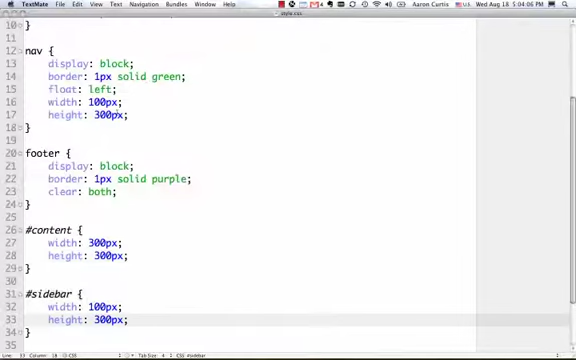 TextMate File Edit View Text Navigation Bundles Window Help Aaron Curtis U.S. Wed Aug 18 5:04:06 PM
style.css
10 }
11
12 nav {
13 display: block;
14 border: 1px solid green;
15 float: left;
16 width: 100px;
17 height: 300px;
18 }
19
20 footer {
21 display: block;
22 border: 1px solid purple;
23 clear: both;
24 }
25
26 #content {
27 width: 300px;
28 height: 300px;
29 }
30
31 #sidebar {
32 width: 100px;
33 height: 300px;
34 }
35
CSS Tab Size: 4 CSS: #sidebar